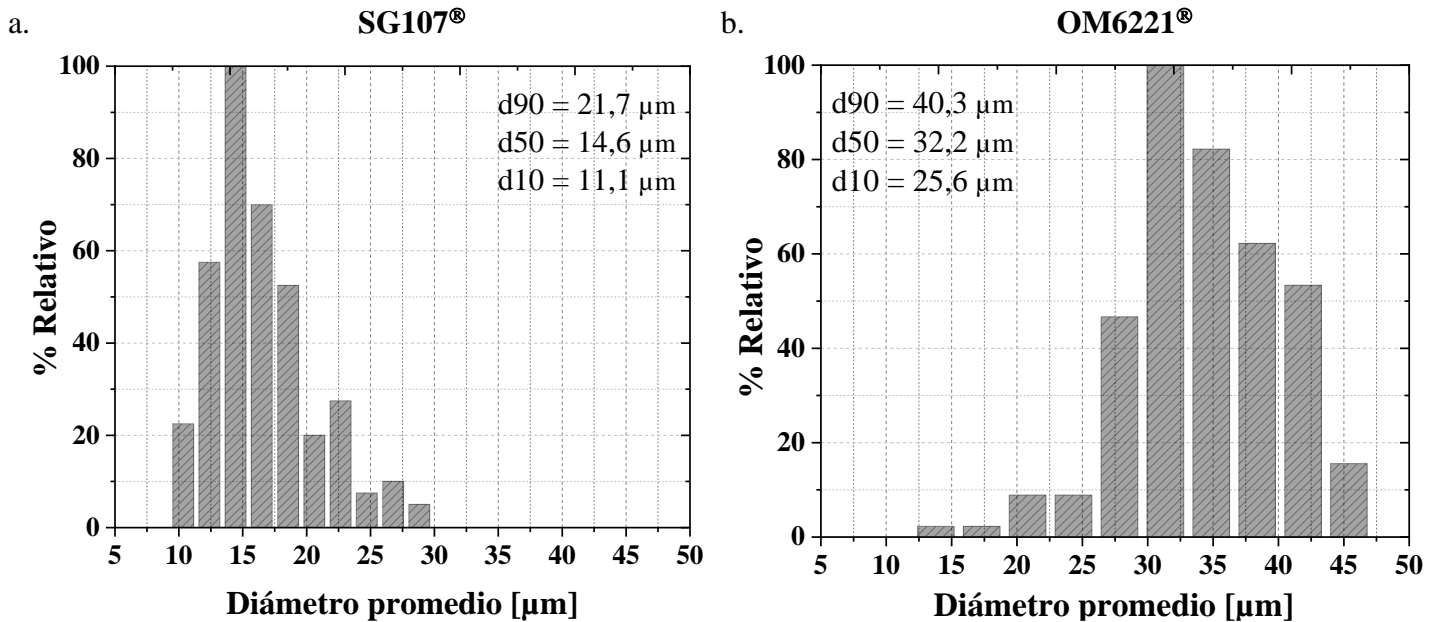 a.
SG107®
100
80
60
40
20
0
% Relativo
d90 = 21,7 µm
d50 = 14,6 µm
d10 = 11,1 µm
5 10 15 20 25 30 35 40 45 50
Diámetro promedio [µm]
b.
OM6221®
100
80
60
40
20
0
% Relativo
d90 = 40,3 µm
d50 = 32,2 µm
d10 = 25,6 µm
5 10 15 20 25 30 35 40 45 50
Diámetro promedio [µm]